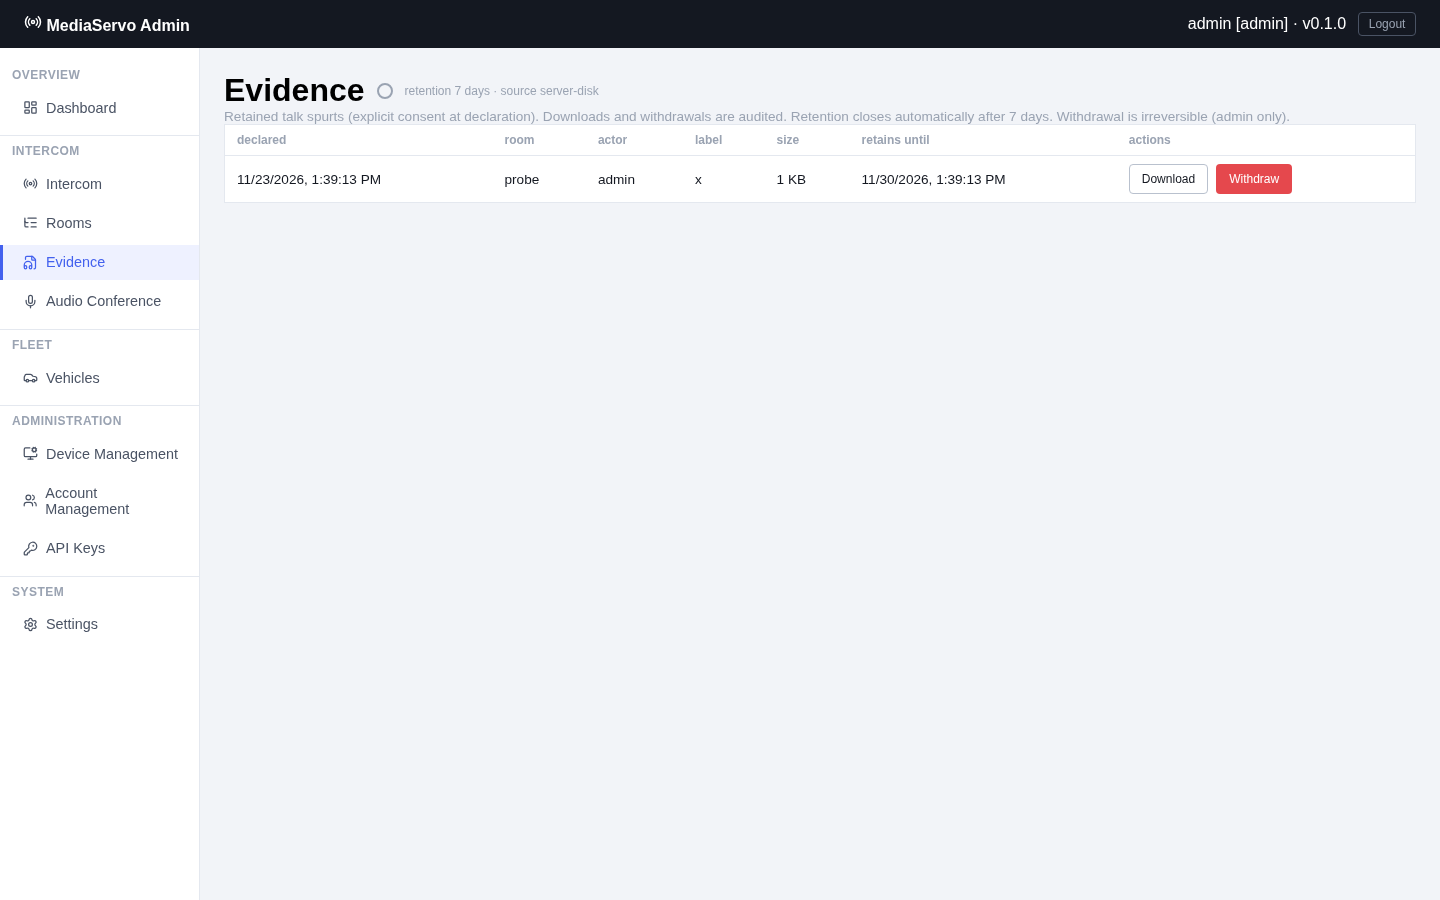 MediaServo Admin
admin [admin] · v0.1.0 Logout
OVERVIEW
Dashboard
INTERCOM
Intercom
Rooms
Evidence
Audio Conference
FLEET
Vehicles
ADMINISTRATION
Device Management
Account
Management
API Keys
SYSTEM
Settings
Evidence retention 7 days · source server-disk
Retained talk spurts (explicit consent at declaration). Downloads and withdrawals are audited. Retention closes automatically after 7 days. Withdrawal is irreversible (admin only).
declared room actor label size retains until actions
11/23/2026, 1:39:13 PM probe admin x 1 KB 11/30/2026, 1:39:13 PM Download Withdraw